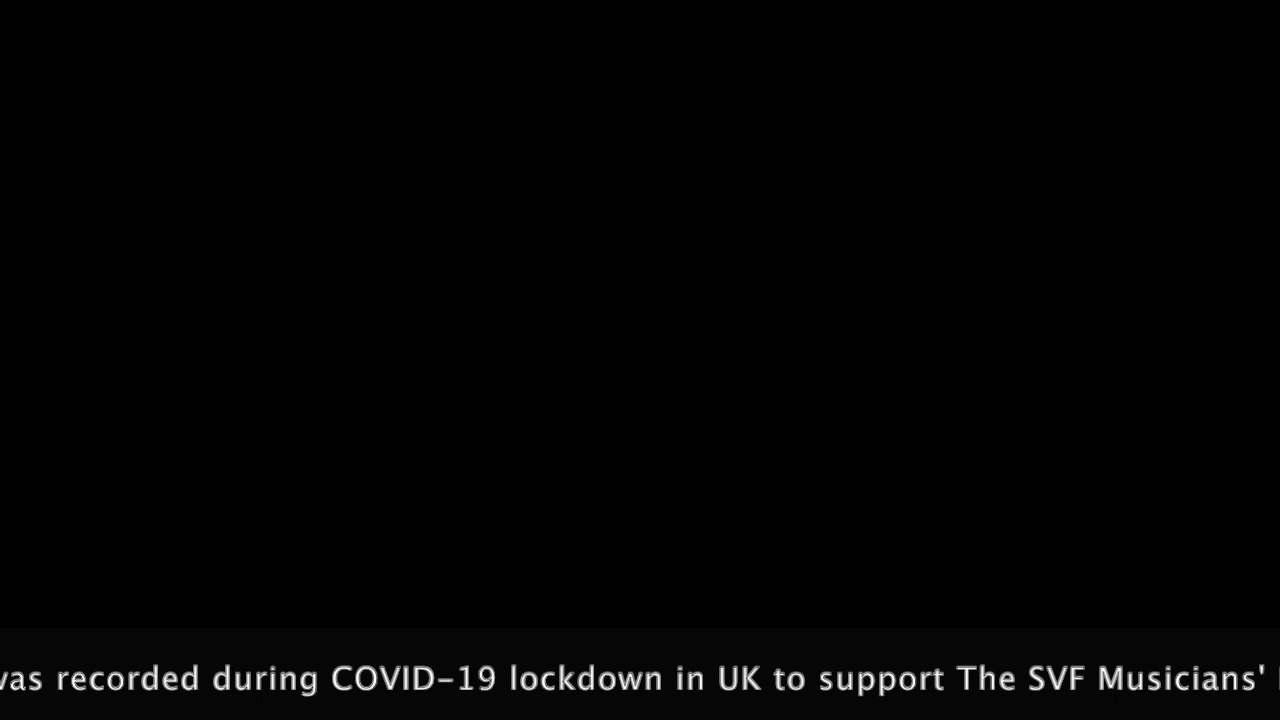 was recorded during COVID-19 lockdown in UK to support The SVF Musicians'